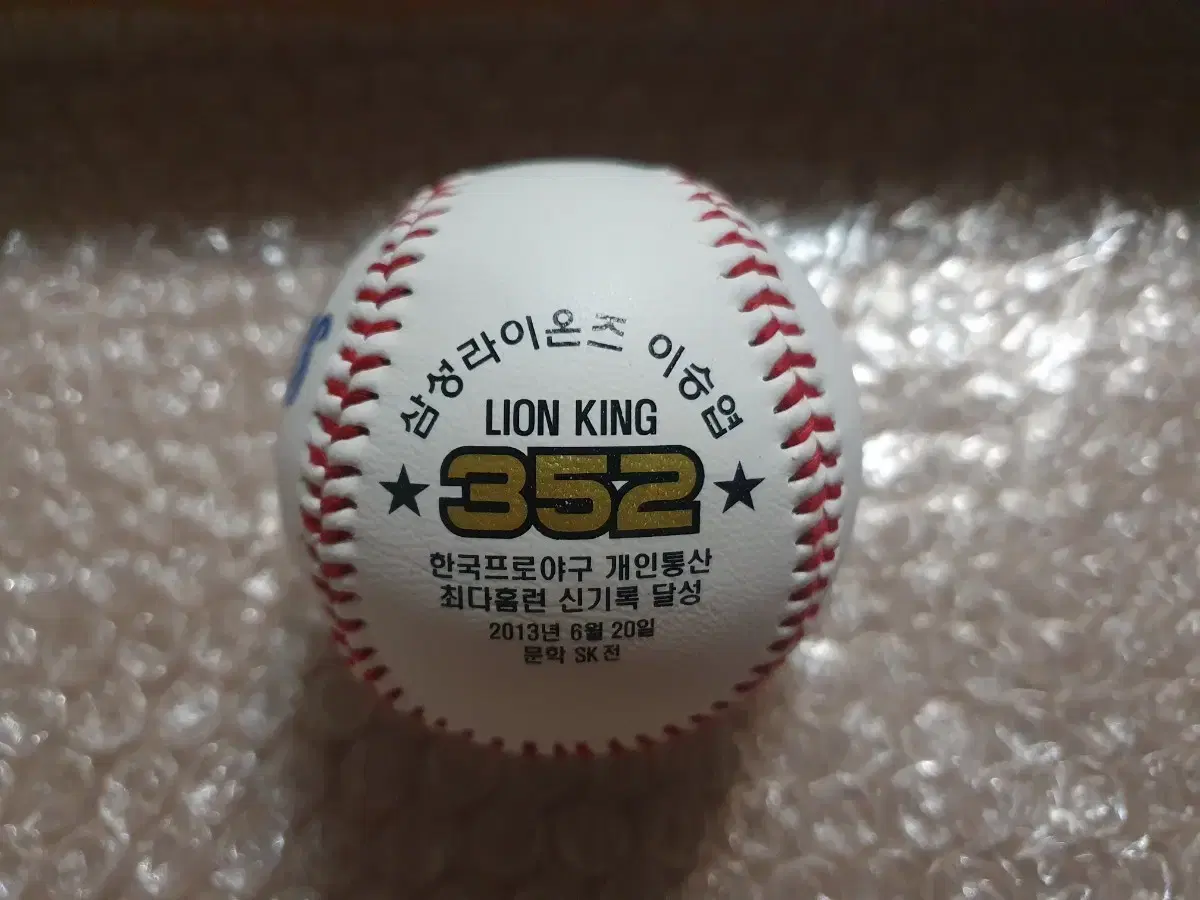 삼성라이온즈 이승엽
LION KING
352
한국프로야구 개인통산
최다홈런 신기록 달성
2013년 6월 20일
문학 SK전